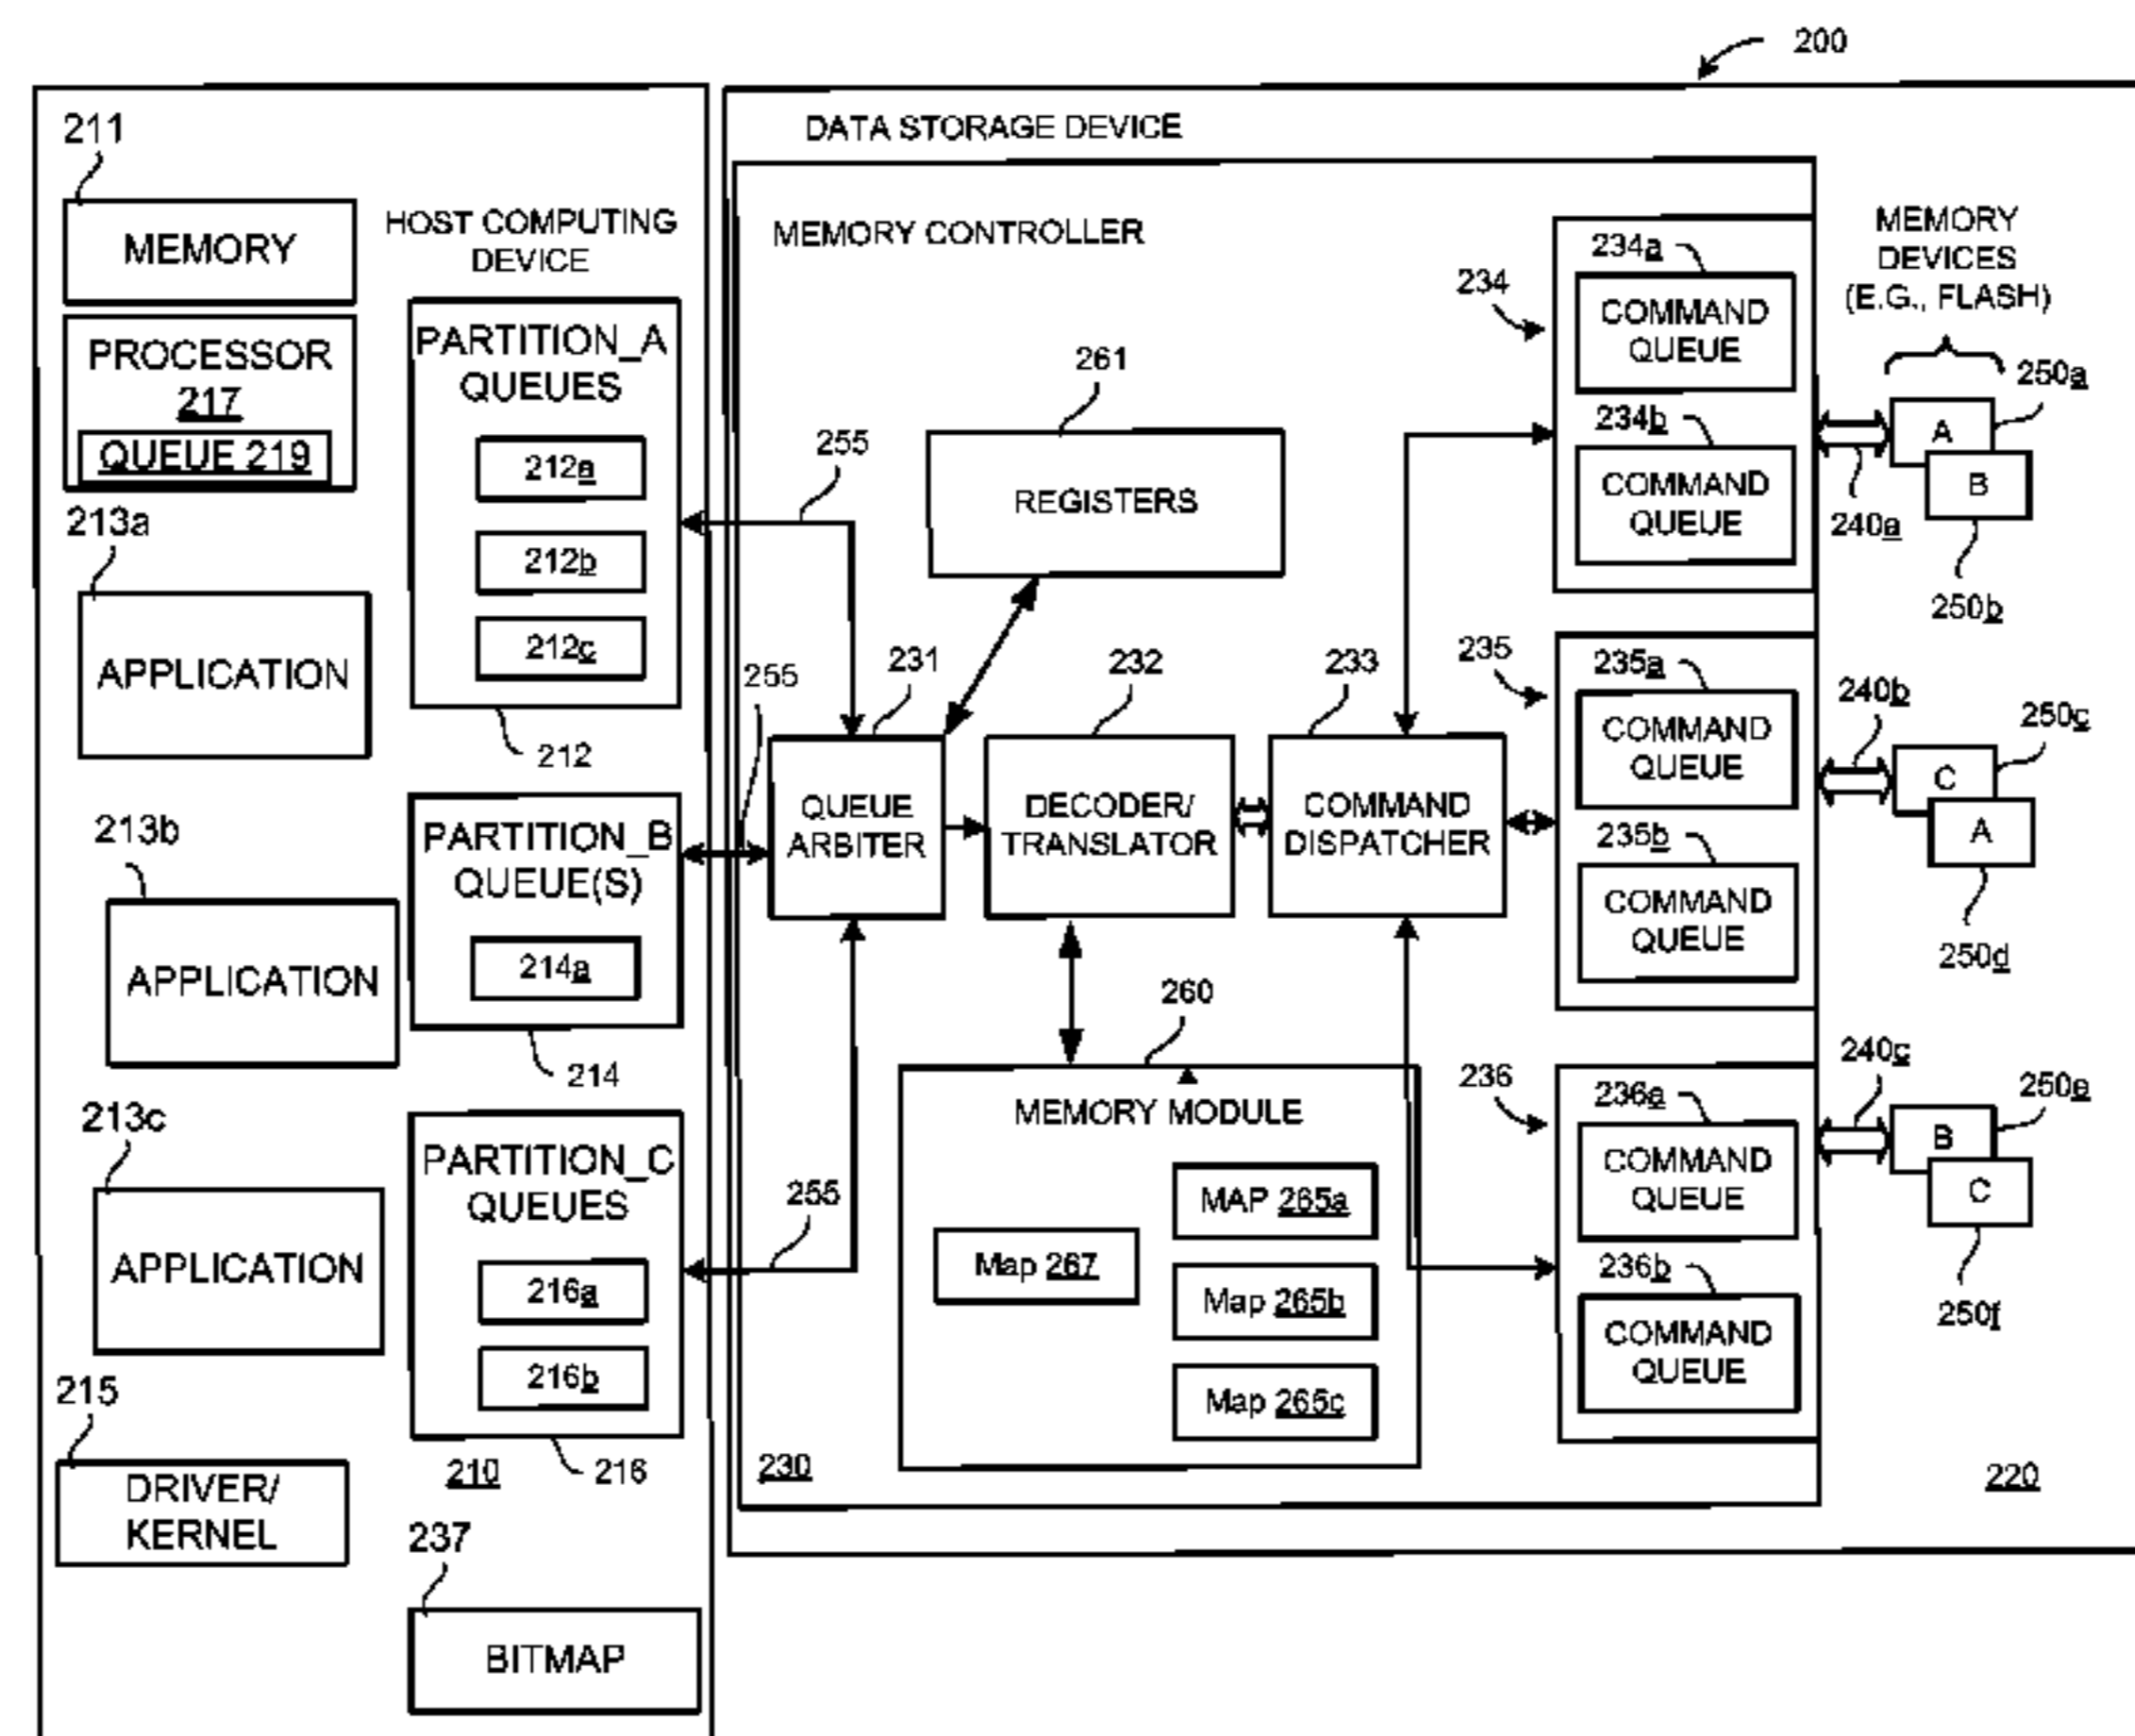 200
211
MEMORY
HOST COMPUTING
DEVICE
PROCESSOR
217
QUEUE 219
213a
APPLICATION
213b
APPLICATION
213c
APPLICATION
215
DRIVER/
KERNEL
PARTITION_A
QUEUES
212a
212b
212c
212
PARTITION_B
QUEUE(S)
214a
214
PARTITION_C
QUEUES
216a
216b
210
216
237
BITMAP
DATA STORAGE DEVICE
MEMORY CONTROLLER
255
255
255
261
REGISTERS
231
QUEUE
ARBITER
232
DECODER/
TRANSLATOR
233
COMMAND
DISPATCHER
260
MEMORY MODULE
Map 267
MAP 265a
Map 265b
Map 265c
230
234
234a
COMMAND
QUEUE
234b
COMMAND
QUEUE
235
235a
COMMAND
QUEUE
235b
COMMAND
QUEUE
236
236a
COMMAND
QUEUE
236b
COMMAND
QUEUE
MEMORY
DEVICES
(E.G., FLASH)
250a
A
B
240a
250b
240b
250c
C
A
250d
240c
250e
B
C
250f
220